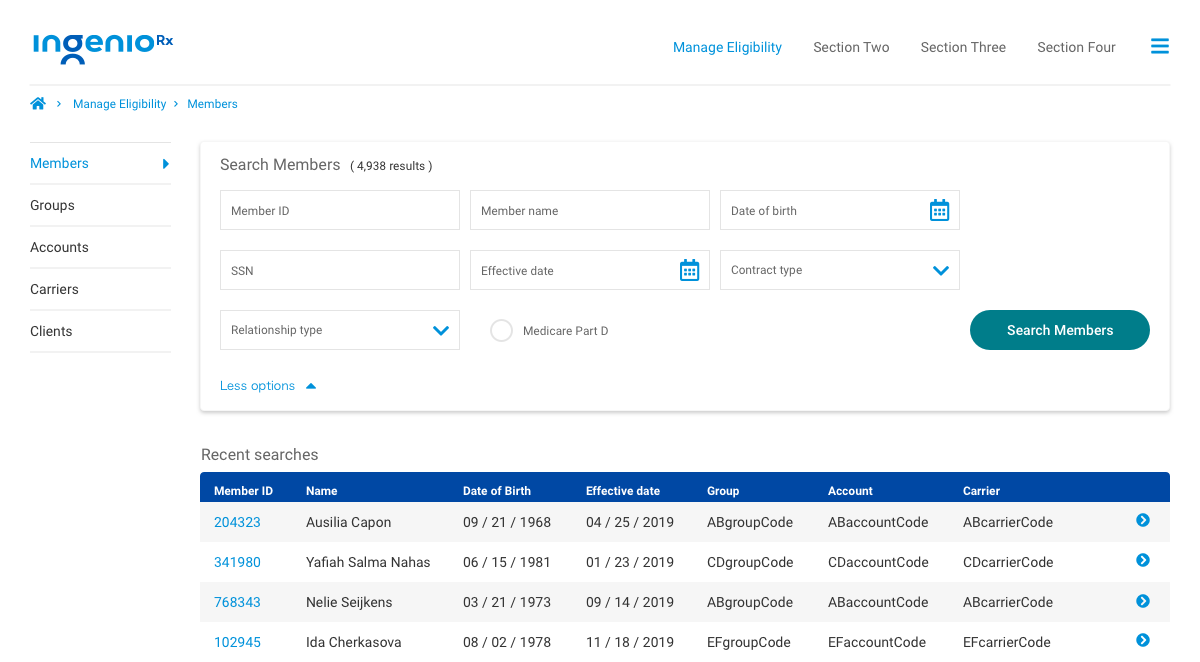 ingenioRx
Manage Eligibility Section Two Section Three Section Four
Manage Eligibility Members
Members
Groups
Accounts
Carriers
Clients
Search Members ( 4,938 results )
Member ID Member name Date of birth
SSN Effective date Contract type
Relationship type Medicare Part D Search Members
Less options
Recent searches
Member ID Name Date of Birth Effective date Group Account Carrier
204323 Ausilia Capon 09 / 21 / 1968 04 / 25 / 2019 ABgroupCode ABaccountCode ABcarrierCode
341980 Yafiah Salma Nahas 06 / 15 / 1981 01 / 23 / 2019 CDgroupCode CDaccountCode CDcarrierCode
768343 Nelie Seijkens 03 / 21 / 1973 09 / 14 / 2019 ABgroupCode ABaccountCode ABcarrierCode
102945 Ida Cherkasova 08 / 02 / 1978 11 / 18 / 2019 EFgroupCode EFaccountCode EFcarrierCode